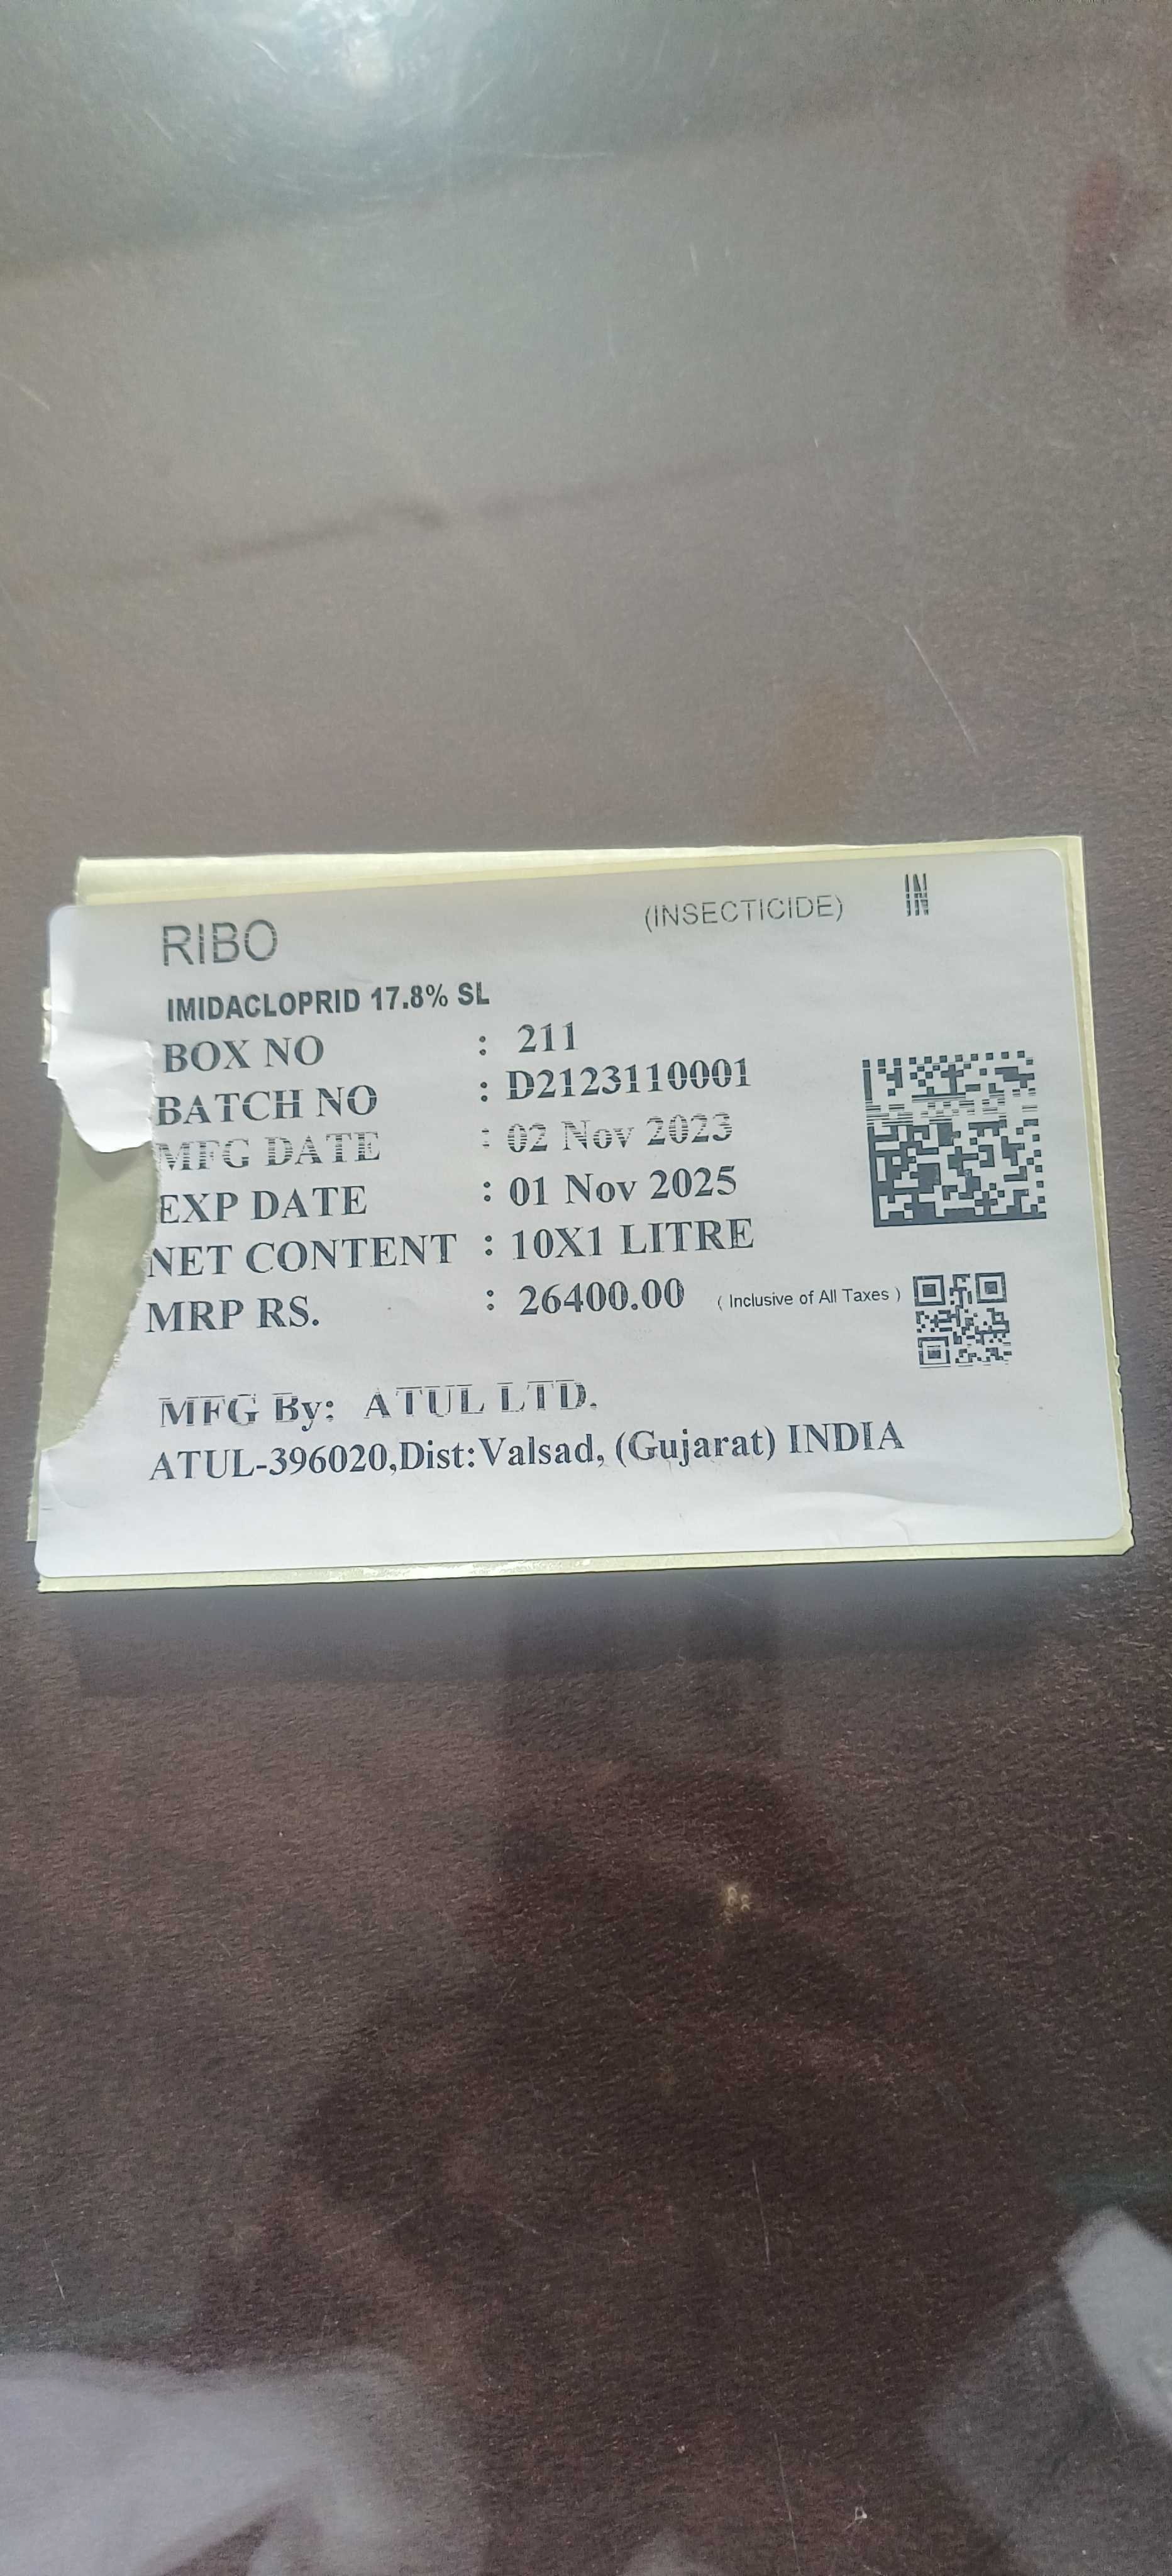 RIBO (INSECTICIDE) IN
IMIDACLOPRID 17.8% SL
BOX NO : 211
BATCH NO : D2123110001
MFG DATE : 02 Nov 2023
EXP DATE : 01 Nov 2025
NET CONTENT : 10X1 LITRE
MRP RS. : 26400.00 ( Inclusive of All Taxes )
MFG By: ATUL LTD.
ATUL-396020,Dist:Valsad, (Gujarat) INDIA